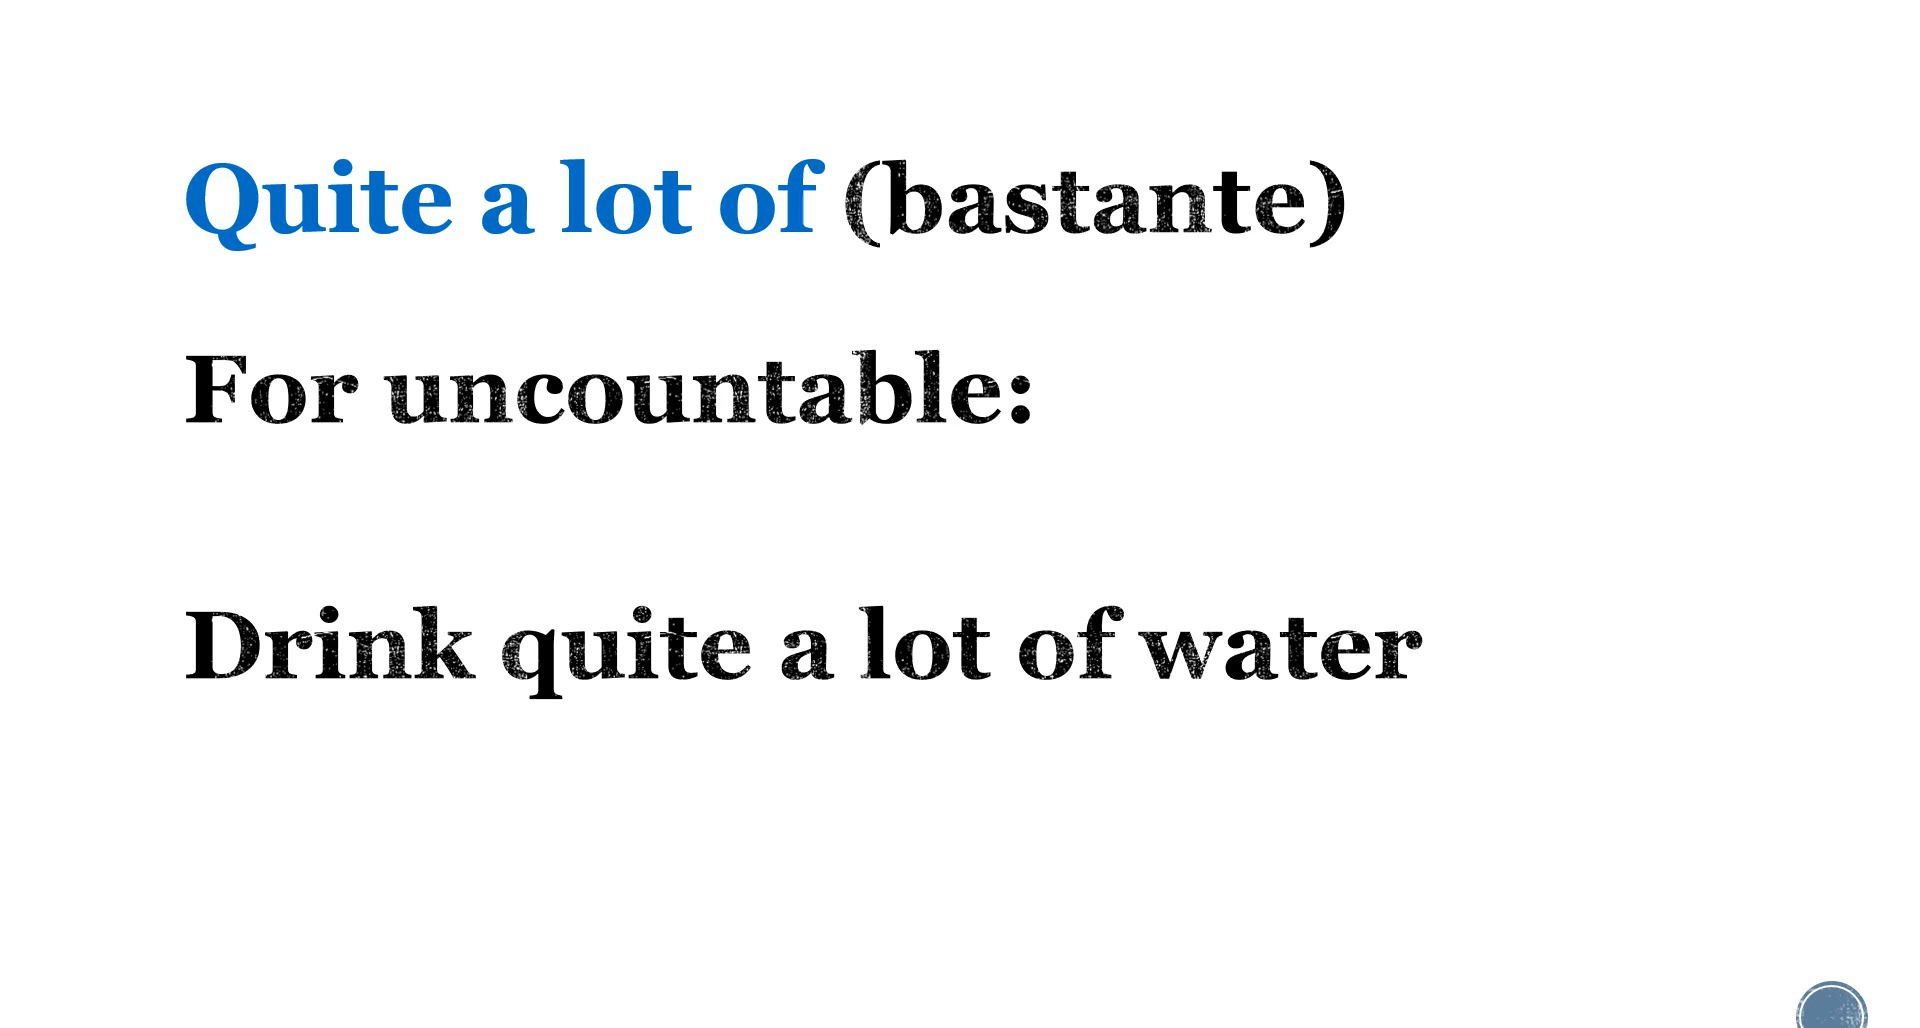 Quite a lot of (bastante)
For uncountable:
Drink quite a lot of water